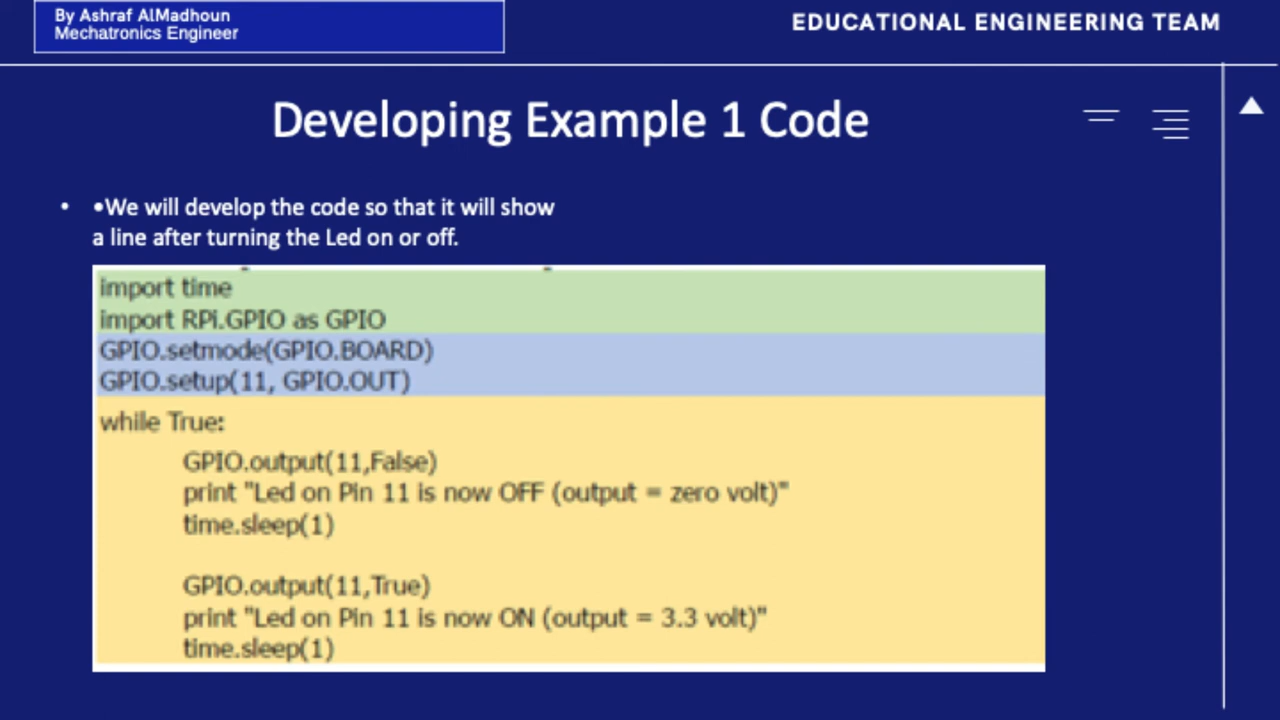 By Ashraf AlMadhoun
Mechatronics Engineer
EDUCATIONAL ENGINEERING TEAM
Developing Example 1 Code
• •We will develop the code so that it will show
a line after turning the Led on or off.
import time
import RPi.GPIO as GPIO
GPIO.setmode(GPIO.BOARD)
GPIO.setup(11, GPIO.OUT)
while True:
GPIO.output(11,False)
print "Led on Pin 11 is now OFF (output = zero volt)"
time.sleep(1)
GPIO.output(11,True)
print "Led on Pin 11 is now ON (output = 3.3 volt)"
time.sleep(1)